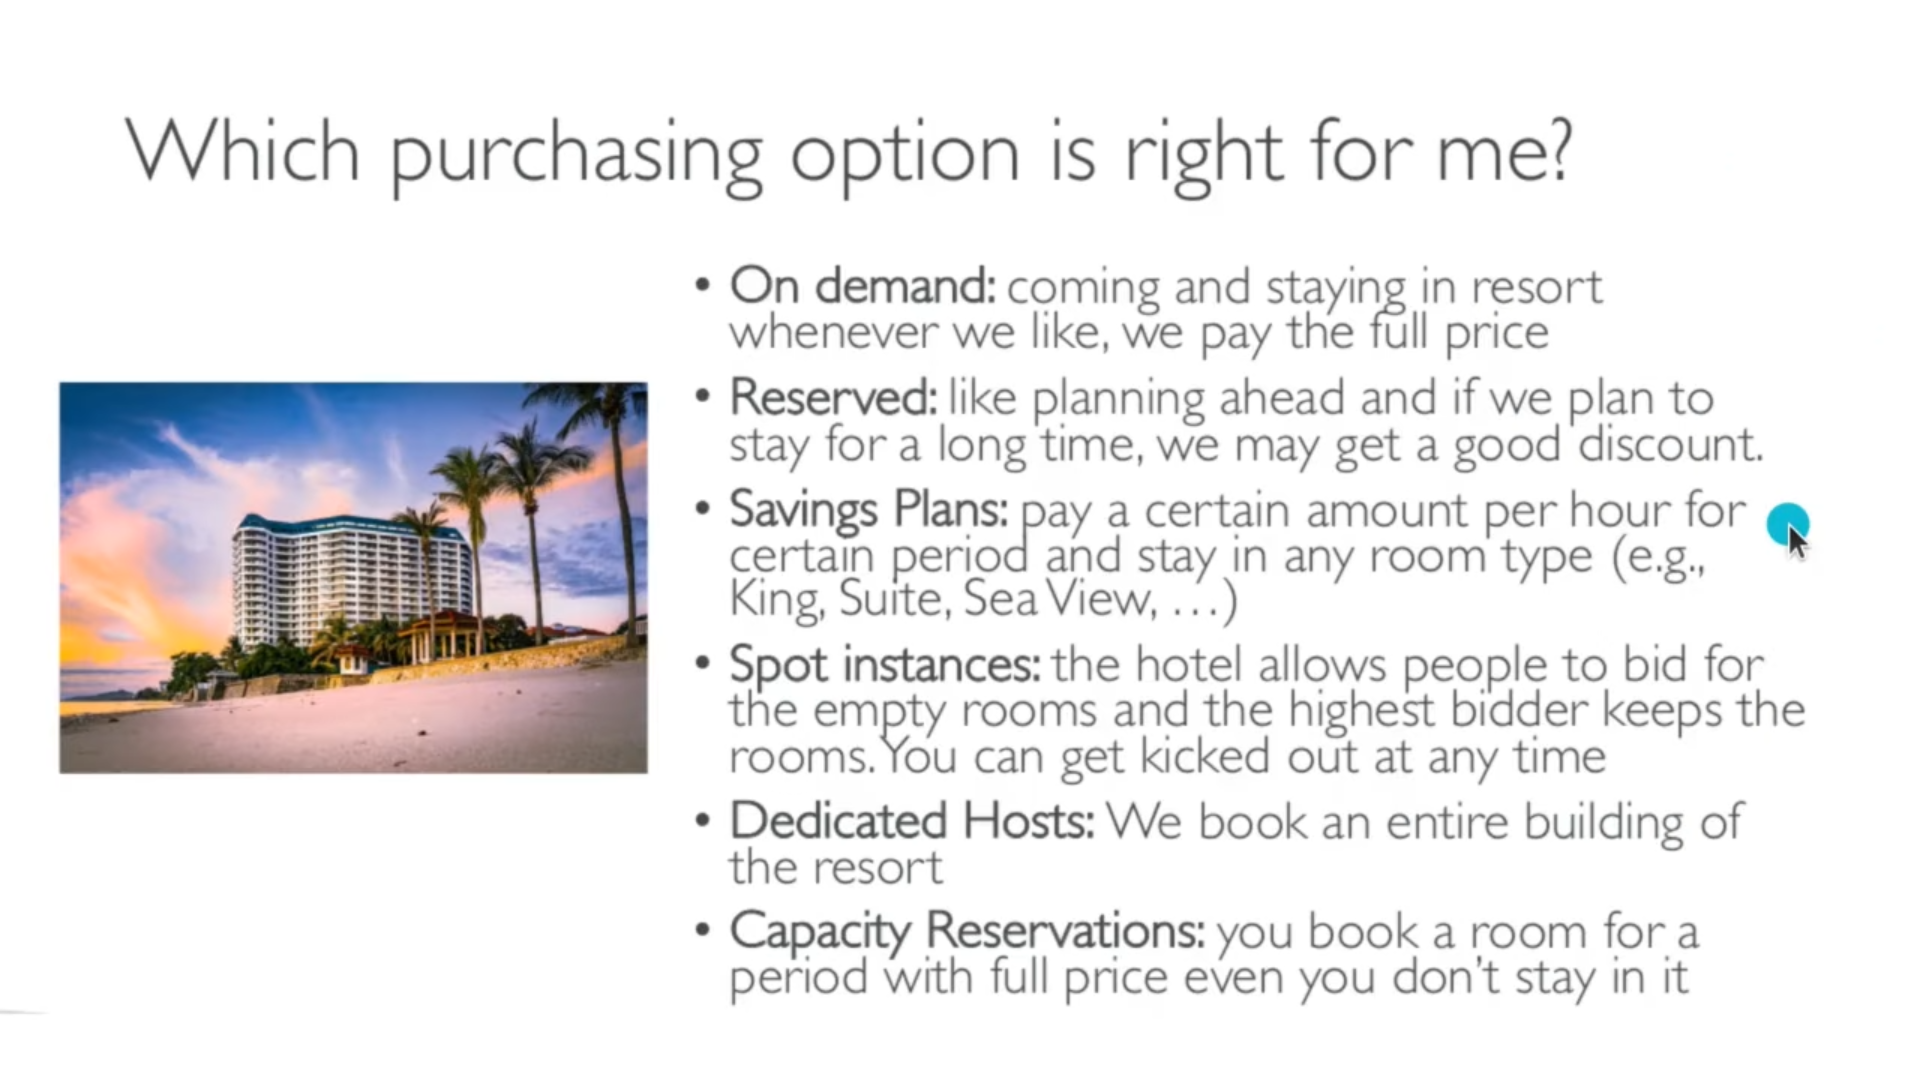 Which purchasing option is right for me?
• On demand: coming and staying in resort
whenever we like, we pay the full price
• Reserved: like planning ahead and if we plan to
stay for a long time, we may get a good discount.
• Savings Plans: pay a certain amount per hour for
certain period and stay in any room type (e.g.,
King, Suite, Sea View, …)
• Spot instances: the hotel allows people to bid for
the empty rooms and the highest bidder keeps the
rooms. You can get kicked out at any time
• Dedicated Hosts: We book an entire building of
the resort
• Capacity Reservations: you book a room for a
period with full price even you don't stay in it